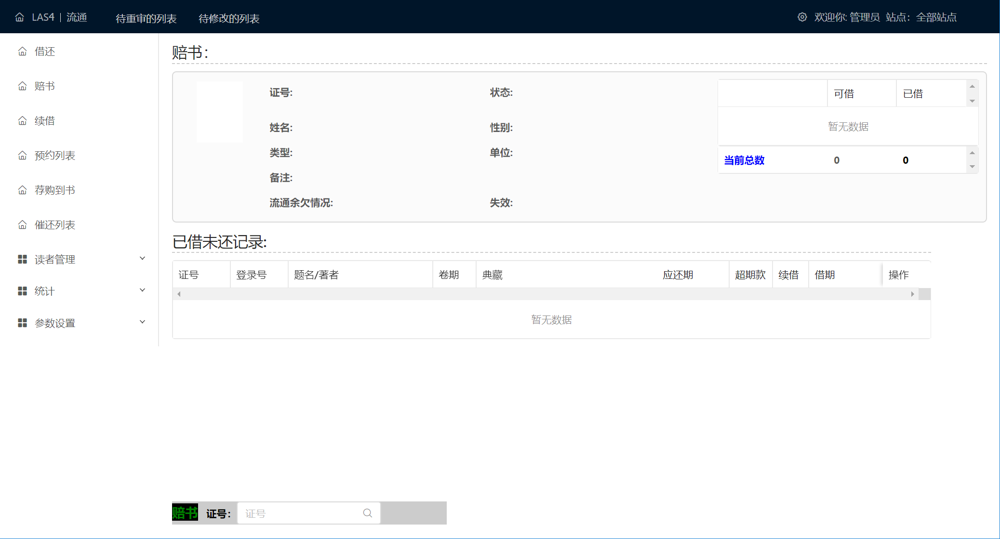 LAS4 | 流通 待重审的列表 待修改的列表 欢迎你: 管理员 站点：全部站点
借还
赔书
续借
预约列表
荐购到书
催还列表
读者管理
统计
参数设置
赔书：
证号: 状态:
姓名: 性别:
类型: 单位:
备注:
流通余欠情况: 失效:
可借 已借
暂无数据
当前总数 0 0
已借未还记录:
证号 登录号 题名/著者 卷期 典藏 应还期 超期款 续借 借期 操作
暂无数据
赔书 证号： 证号